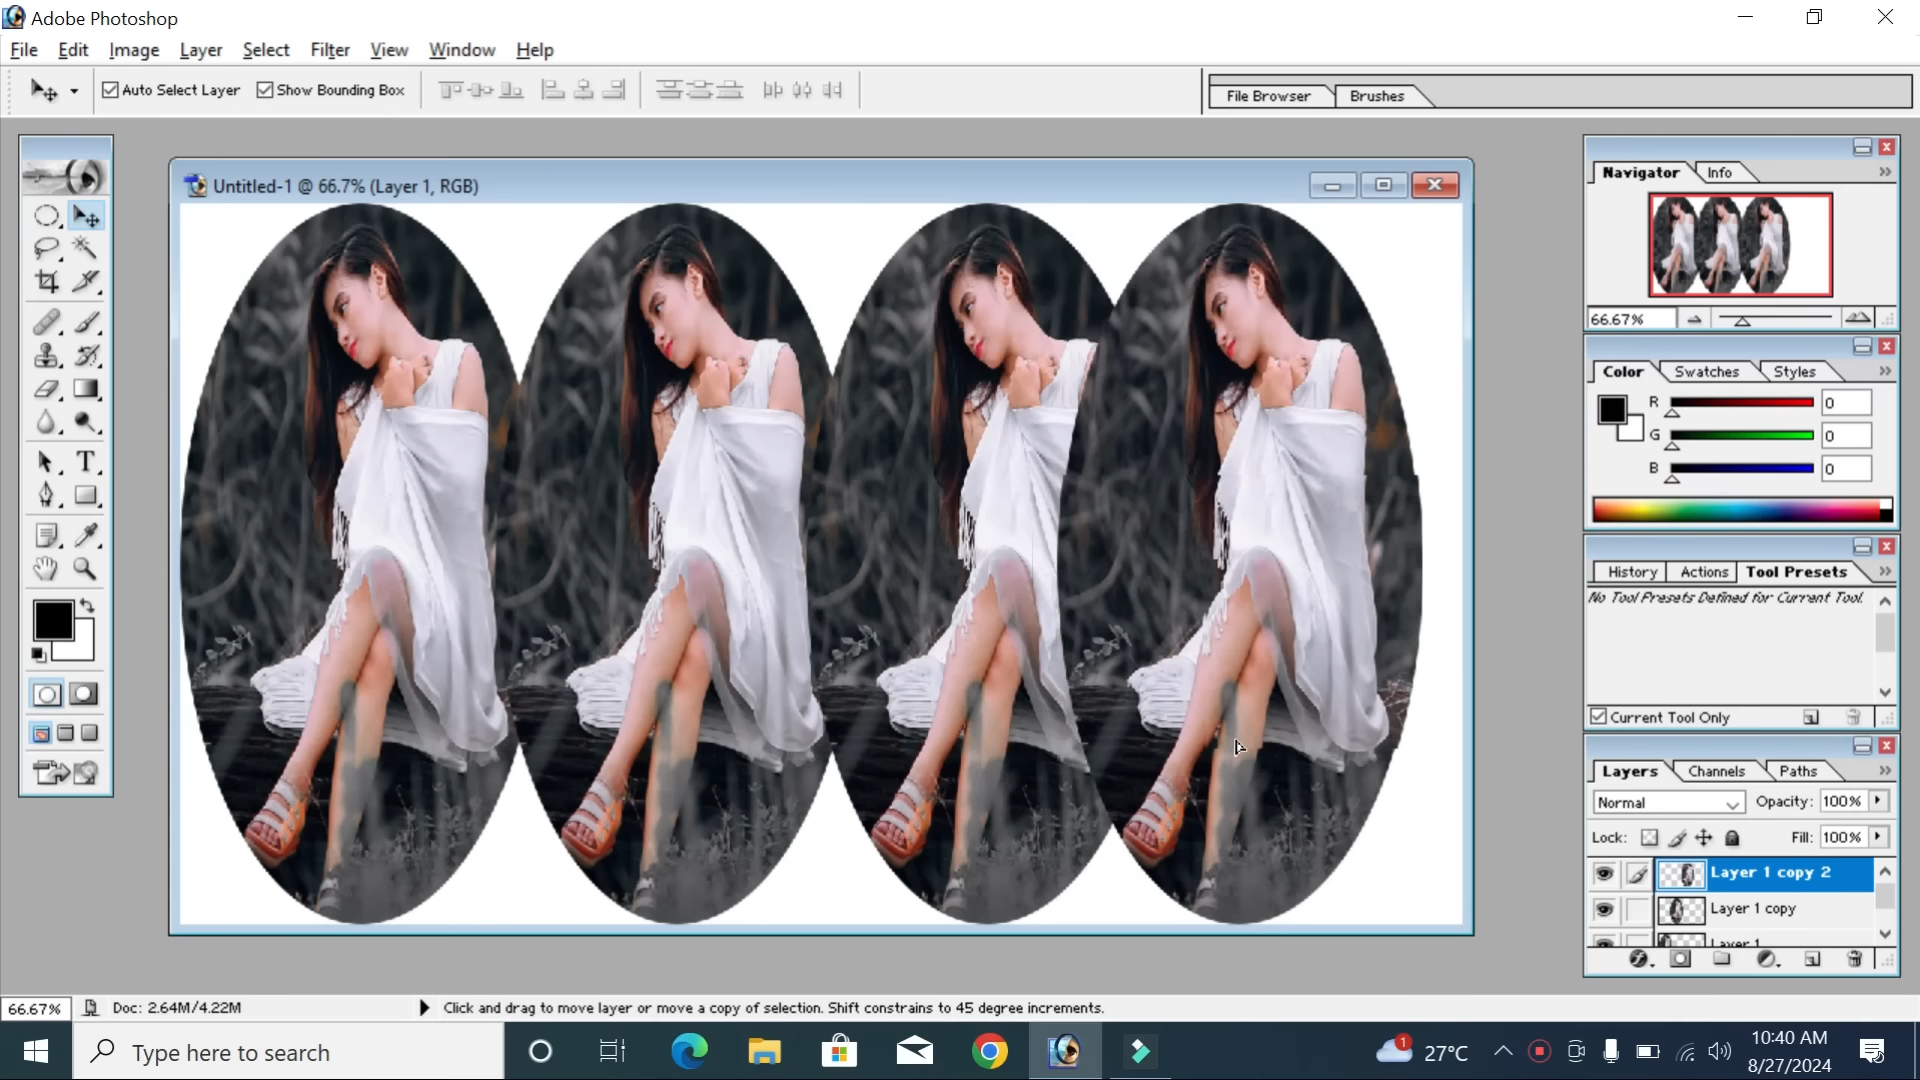 Adobe Photoshop
File Edit Image Layer Select Filter View Window Help
Auto Select Layer Show Bounding Box File Browser Brushes
Untitled-1 @ 66.7% (Layer 1, RGB)
Navigator Info
66.67%
Color Swatches Styles
R 0
G 0
B 0
History Actions Tool Presets
No Tool Presets Defined for Current Tool.
Current Tool Only
Layers Channels Paths
Normal Opacity: 100%
Lock: Fill: 100%
Layer 1 copy 2
Layer 1 copy
Layer 1
66.67% Doc: 2.64M/4.22M Click and drag to move layer or move a copy of selection. Shift constrains to 45 degree increments.
Type here to search
1 27°C
10:40 AM
8/27/2024